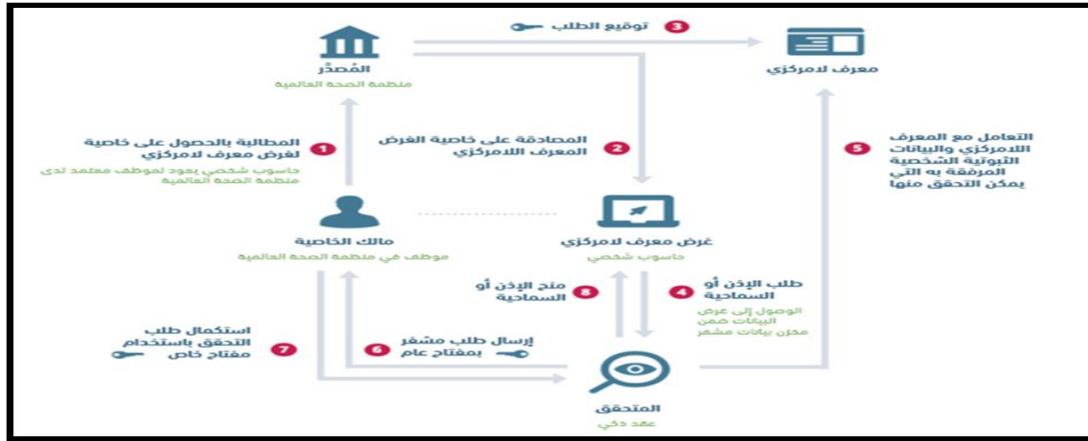 توقيع الطلب
3
المُصدَّر
منظمة الصحة العالمية
معرف لامركزي
المطالبة بالحصول على خاصية
لغرض معرف لامركزي
1
حاسوب شخصي يعود لموظف معتمد لدى
منظمة الصحة العالمية
المصادقة على خاصية الغرض
المعرف اللامركزي
2
التعامل مع المعرف
اللامركزي والبيانات
الثبوتية الشخصية
المرفقة به التي
يمكن التحقق منها
5
مالك الخاصية
موظف في منظمة الصحة العالمية
غرض معرف لامركزي
حاسوب شخصي
طلب الإذن أو
السماحية
4
الوصول إلى غرض
البيانات ضمن
مخزن بيانات مشفر
منح الإذن أو
السماحية
8
إرسال طلب مشفر
بمفتاح عام
6
استكمال طلب
التحقق باستخدام
مفتاح خاص
7
المتحقق
عقد ذكي